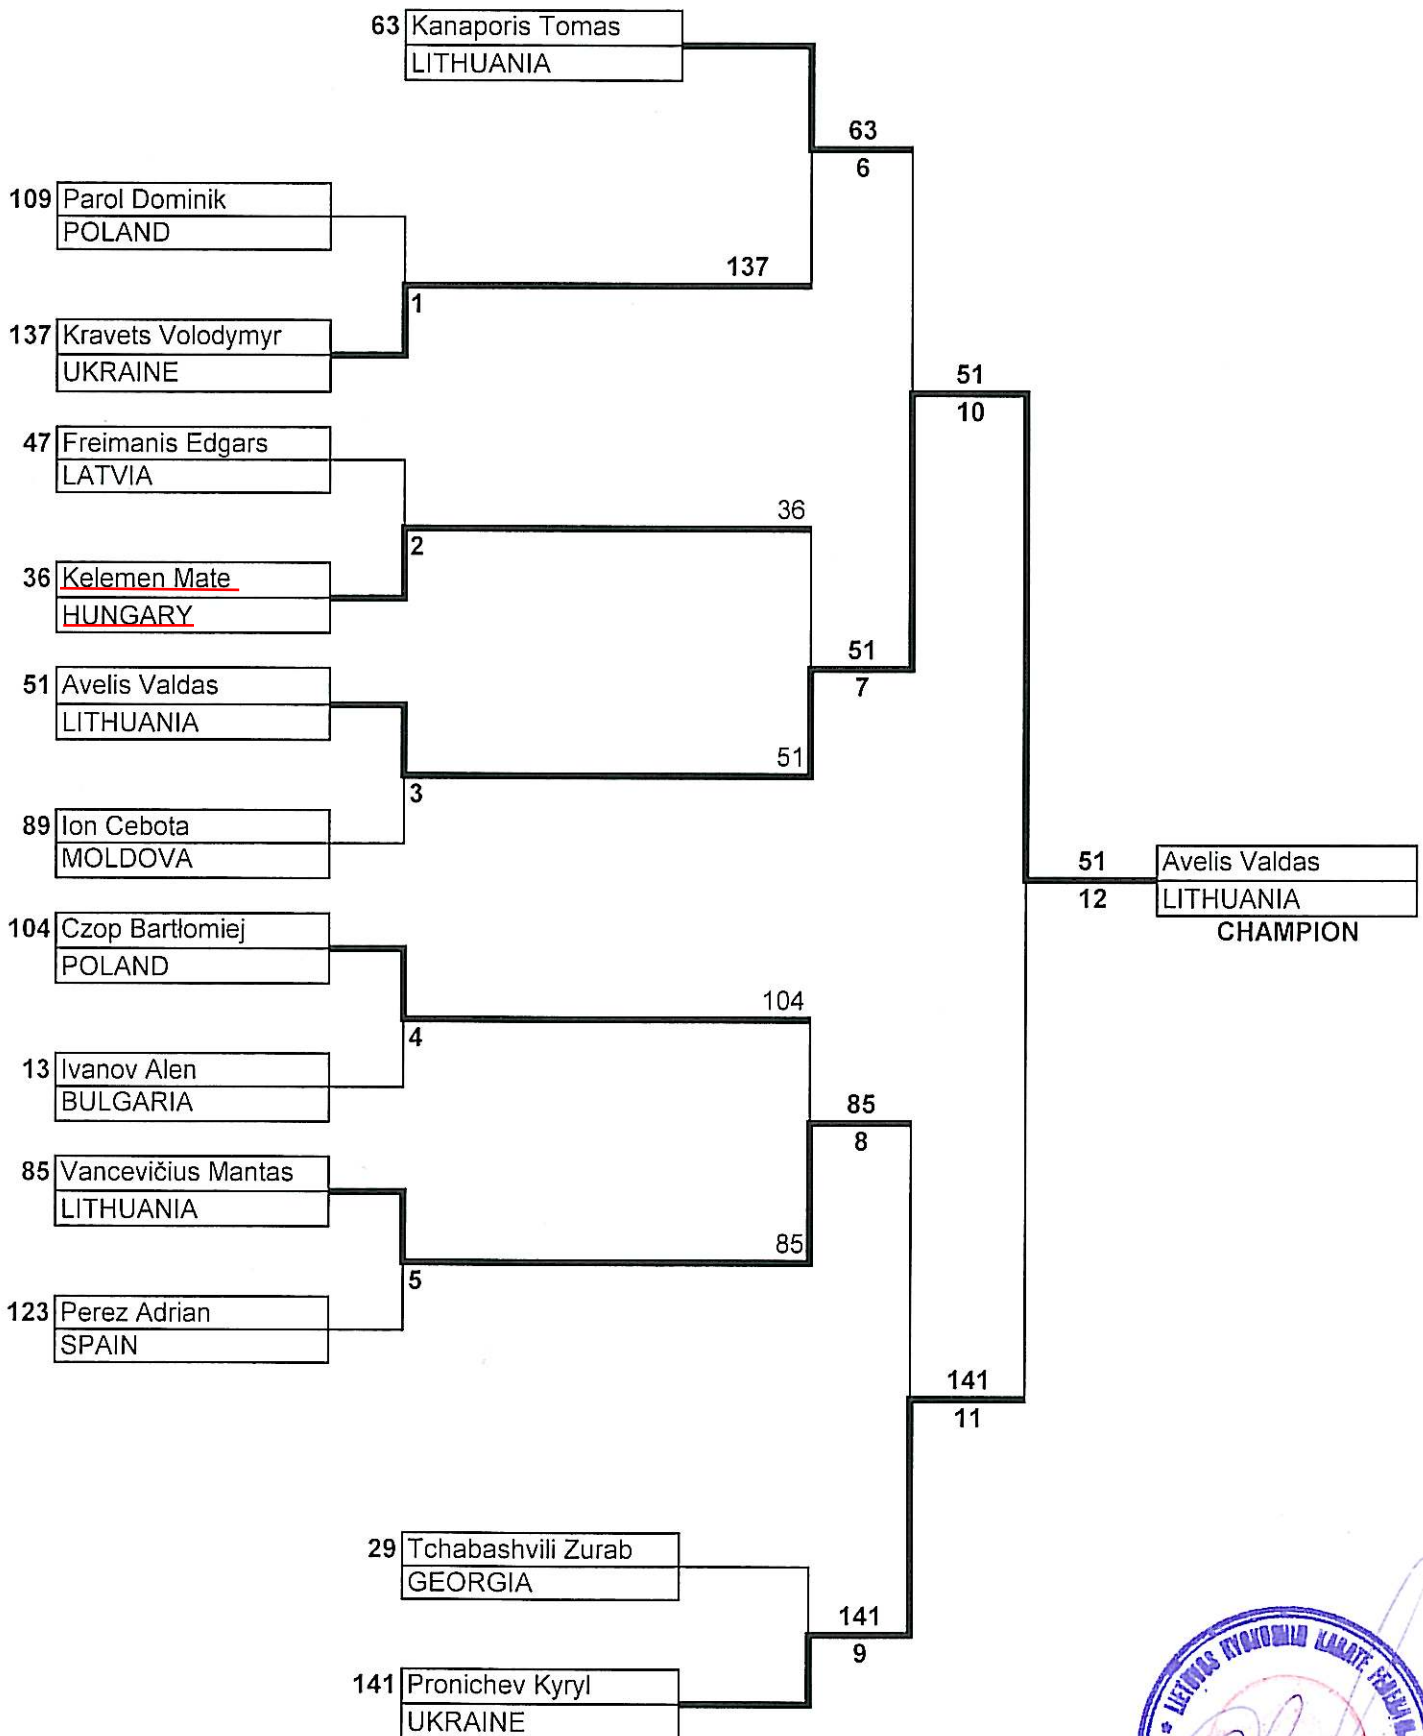 63 Kanaporis Tomas
LITHUANIA
63
6
109 Parol Dominik
POLAND
137
1
137 Kravets Volodymyr
UKRAINE
51
10
47 Freimanis Edgars
LATVIA
36
2
36 Kelemen Mate
HUNGARY
51
7
51 Avelis Valdas
LITHUANIA
51
3
89 Ion Cebota
MOLDOVA
51 Avelis Valdas
12 LITHUANIA
CHAMPION
104 Czop Bartłomiej
POLAND
104
4
13 Ivanov Alen
BULGARIA
85
8
85 Vancevičius Mantas
LITHUANIA
85
5
123 Perez Adrian
SPAIN
141
11
29 Tchabashvili Zurab
GEORGIA
141
9
141 Pronichev Kyryl
UKRAINE
* LIETUVOS KYOKUSHIN KARATE